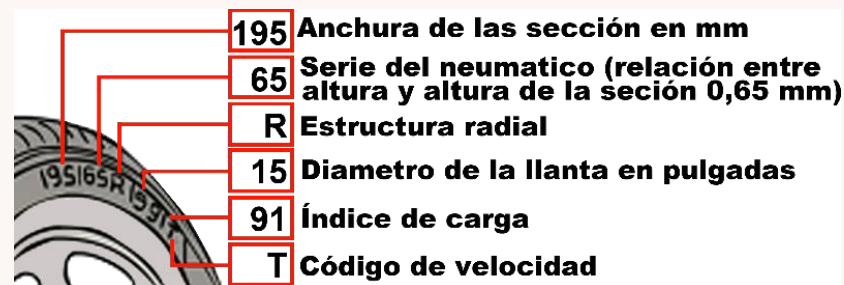 195 Anchura de las sección en mm
65 Serie del neumatico (relación entre
altura y altura de la seción 0,65 mm)
R Estructura radial
15 Diametro de la llanta en pulgadas
91 Índice de carga
T Código de velocidad
195/65R1591T